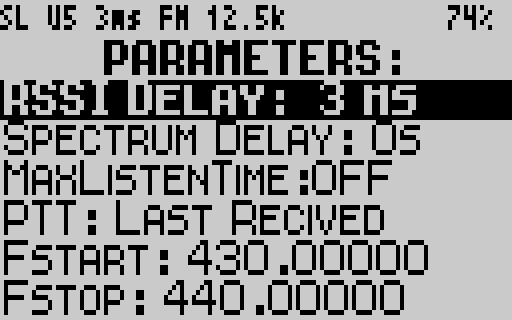 SL U5 3ms FM 12.5k 74%
PARAMETERS:
RSSI DELAY: 3 MS
SPECTRUM DELAY: 0S
MAXLISTENTIME:OFF
PTT: LAST RECIVED
FSTART: 430.00000
FSTOP: 440.00000